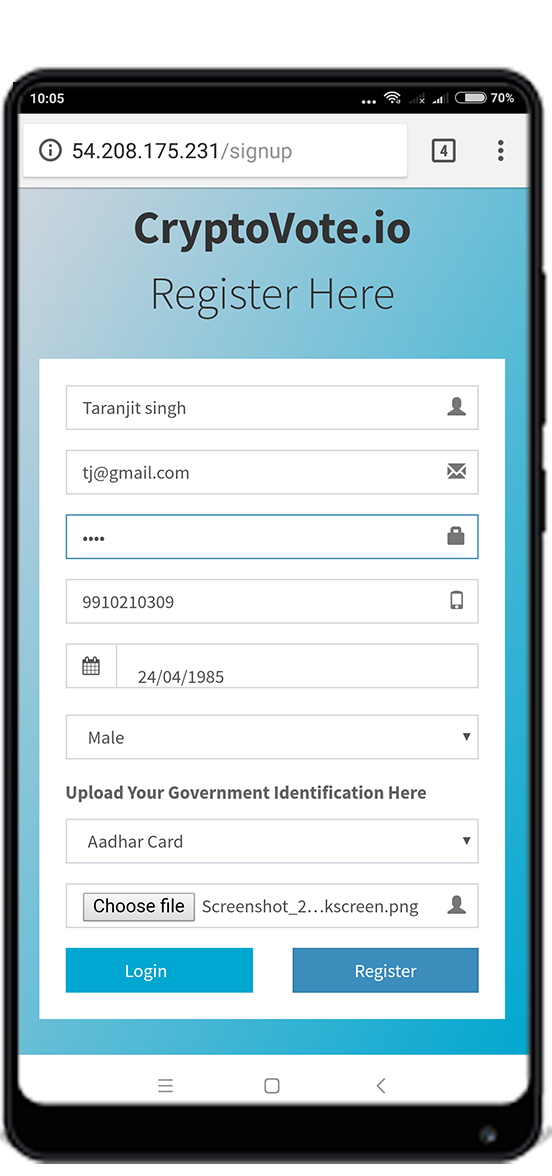 10:05
70%
54.208.175.231/signup
4
CryptoVote.io
Register Here
Taranjit singh
tj@gmail.com
••••
9910210309
24/04/1985
Male
Upload Your Government Identification Here
Aadhar Card
Choose file Screenshot_2...kscreen.png
Login Register